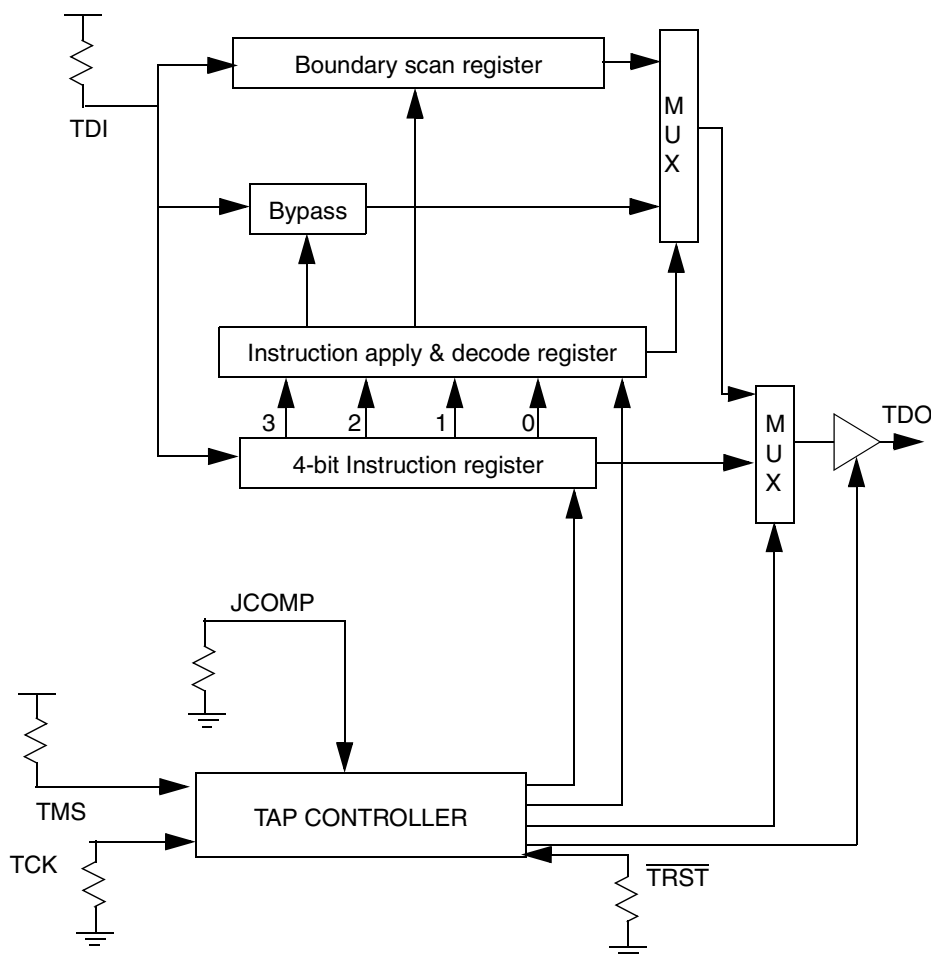 Boundary scan register
M
U
X
TDI
Bypass
Instruction apply & decode register
3 2 1 0
4-bit Instruction register
M
U
X
TDO
JCOMP
TMS
TAP CONTROLLER
TCK
TRST